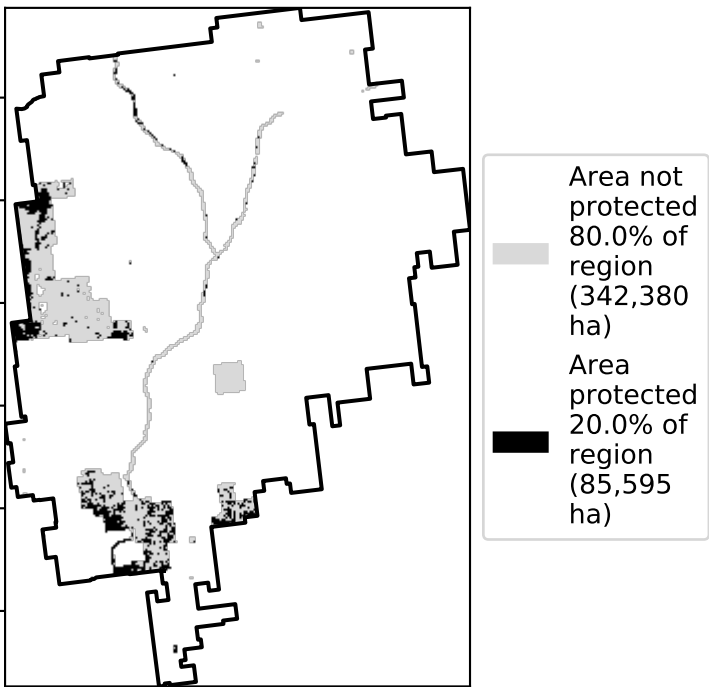 Area not
protected
80.0% of
region
(342,380
ha)
Area
protected
20.0% of
region
(85,595
ha)